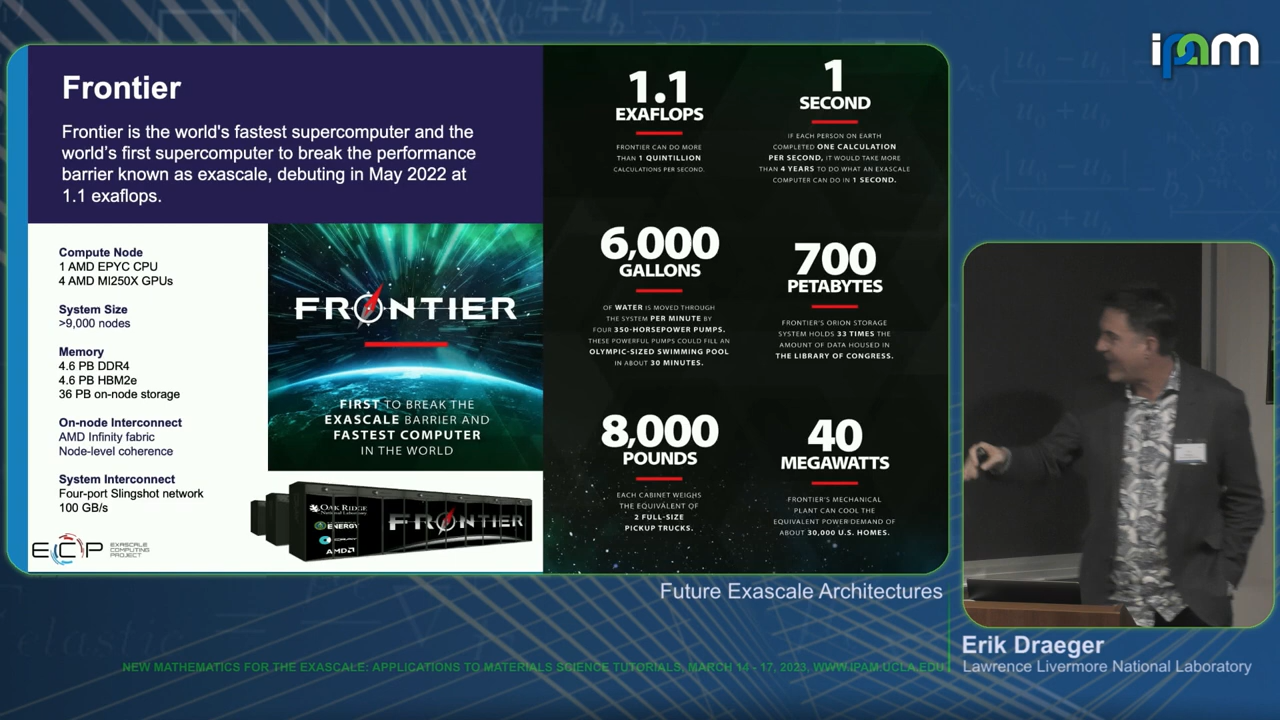 ipam
Frontier
Frontier is the world's fastest supercomputer and the
world's first supercomputer to break the performance
barrier known as exascale, debuting in May 2022 at
1.1 exaflops.
Compute Node
1 AMD EPYC CPU
4 AMD MI250X GPUs
System Size
>9,000 nodes
Memory
4.6 PB DDR4
4.6 PB HBM2e
36 PB on-node storage
On-node Interconnect
AMD Infinity fabric
Node-level coherence
System Interconnect
Four-port Slingshot network
100 GB/s
ECP
EXASCALE
COMPUTING
PROJECT
FRONTIER
FIRST TO BREAK THE
EXASCALE BARRIER AND
FASTEST COMPUTER
IN THE WORLD
OAK RIDGE
National Laboratory
ENERGY
AMD
FRONTIER
1.1
EXAFLOPS
FRONTIER CAN DO MORE
THAN 1 QUINTILLION
CALCULATIONS PER SECOND.
1
SECOND
IF EACH PERSON ON EARTH
COMPLETED ONE CALCULATION
PER SECOND, IT WOULD TAKE MORE
THAN 4 YEARS TO DO WHAT AN EXASCALE
COMPUTER CAN DO IN 1 SECOND.
6,000
GALLONS
OF WATER IS MOVED THROUGH
THE SYSTEM PER MINUTE BY
FOUR 350-HORSEPOWER PUMPS.
THESE POWERFUL PUMPS COULD FILL AN
OLYMPIC-SIZED SWIMMING POOL
IN ABOUT 30 MINUTES.
700
PETABYTES
FRONTIER'S ORION STORAGE
SYSTEM HOLDS 33 TIMES THE
AMOUNT OF DATA HOUSED IN
THE LIBRARY OF CONGRESS.
8,000
POUNDS
EACH CABINET WEIGHS
THE EQUIVALENT OF
2 FULL-SIZE
PICKUP TRUCKS.
40
MEGAWATTS
FRONTIER'S MECHANICAL
PLANT CAN COOL THE
EQUIVALENT POWER DEMAND OF
ABOUT 30,000 U.S. HOMES.
Future Exascale Architectures
Erik Draeger
Lawrence Livermore National Laboratory
NEW MATHEMATICS FOR THE EXASCALE: APPLICATIONS TO MATERIALS SCIENCE TUTORIALS, MARCH 14 - 17, 2023, WWW.IPAM.UCLA.EDU
elastic